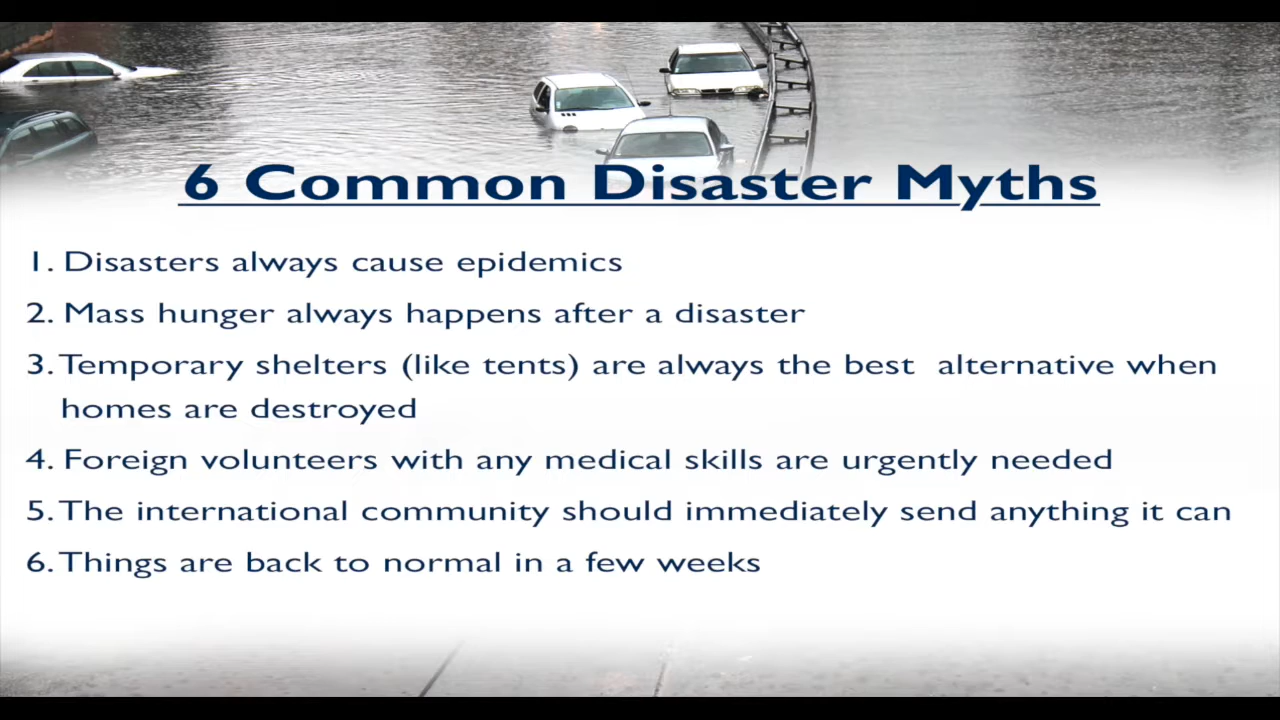 6 Common Disaster Myths
1. Disasters always cause epidemics
2. Mass hunger always happens after a disaster
3. Temporary shelters (like tents) are always the best alternative when
homes are destroyed
4. Foreign volunteers with any medical skills are urgently needed
5. The international community should immediately send anything it can
6. Things are back to normal in a few weeks